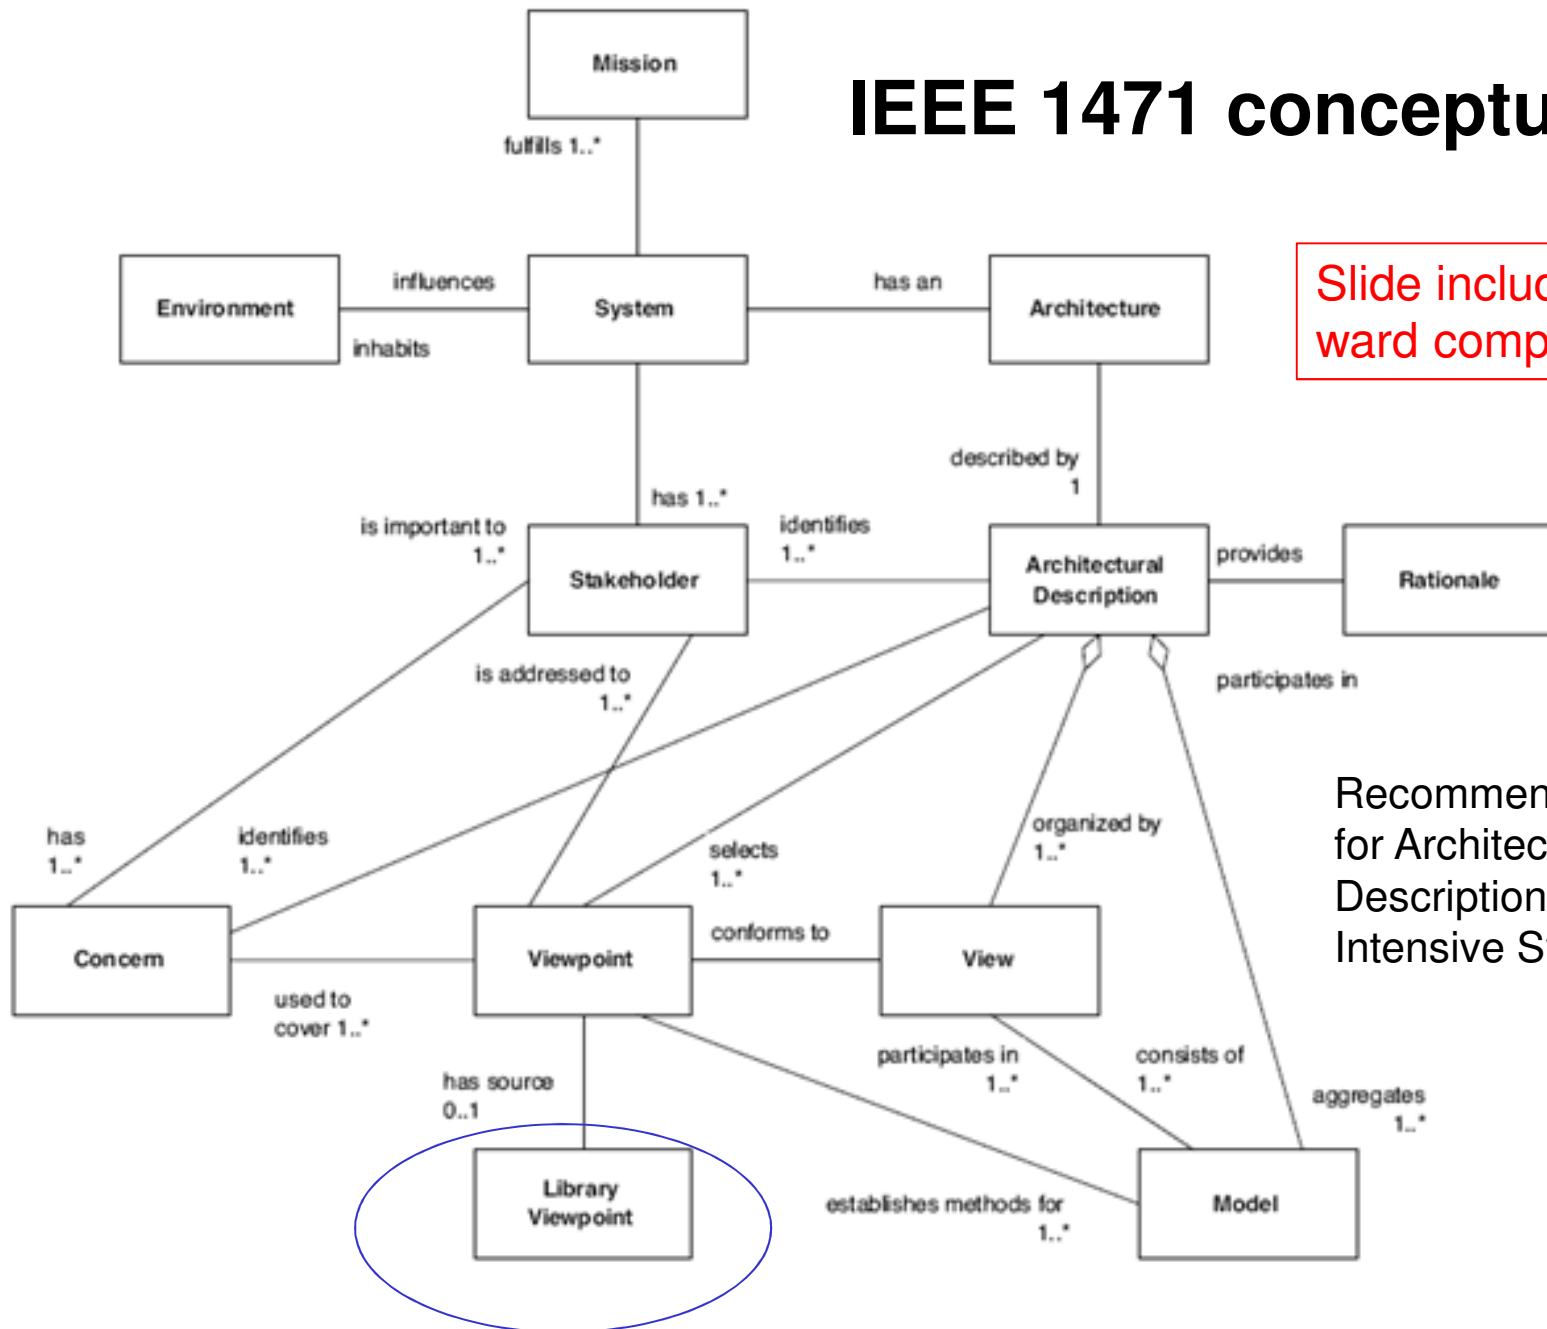 Mission
IEEE 1471 conceptu
fulfills 1..*
Slide includ
ward comp
influences
has an
Environment
System
Architecture
inhabits
described by
1
has 1..*
is important to
1..*
identifies
1..*
Stakeholder
Architectural
Description
provides
Rationale
is addressed to
1..*
participates in
Recommen
for Architec
Description
Intensive S
has
1..*
identifies
1..*
selects
1..*
organized by
1..*
Concern
Viewpoint
conforms to
View
used to
cover 1..*
has source
0..1
participates in
1..*
consists of
1..*
aggregates
1..*
Library
Viewpoint
establishes methods for
1..*
Model